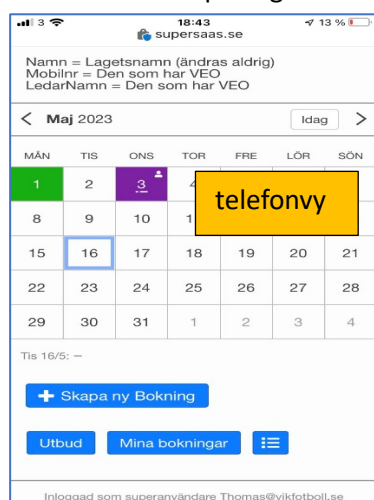 18:43
13 %
supersaas.se
Namn = Lagetsnamn (ändras aldrig)
Mobilnr = Den som har VEO
LedarNamn = Den som har VEO
< Maj 2023 Idag >
MÅN TIS ONS TOR FRE LÖR SÖN
1 2 3 4
telefonvy
8 9 10
15 16 17 18 19 20 21
22 23 24 25 26 27 28
29 30 31 1 2 3 4
Tis 16/5: —
+ Skapa ny Bokning
Utbud Mina bokningar
Inloggad som superanvändare Thomas@vikfotboll.se